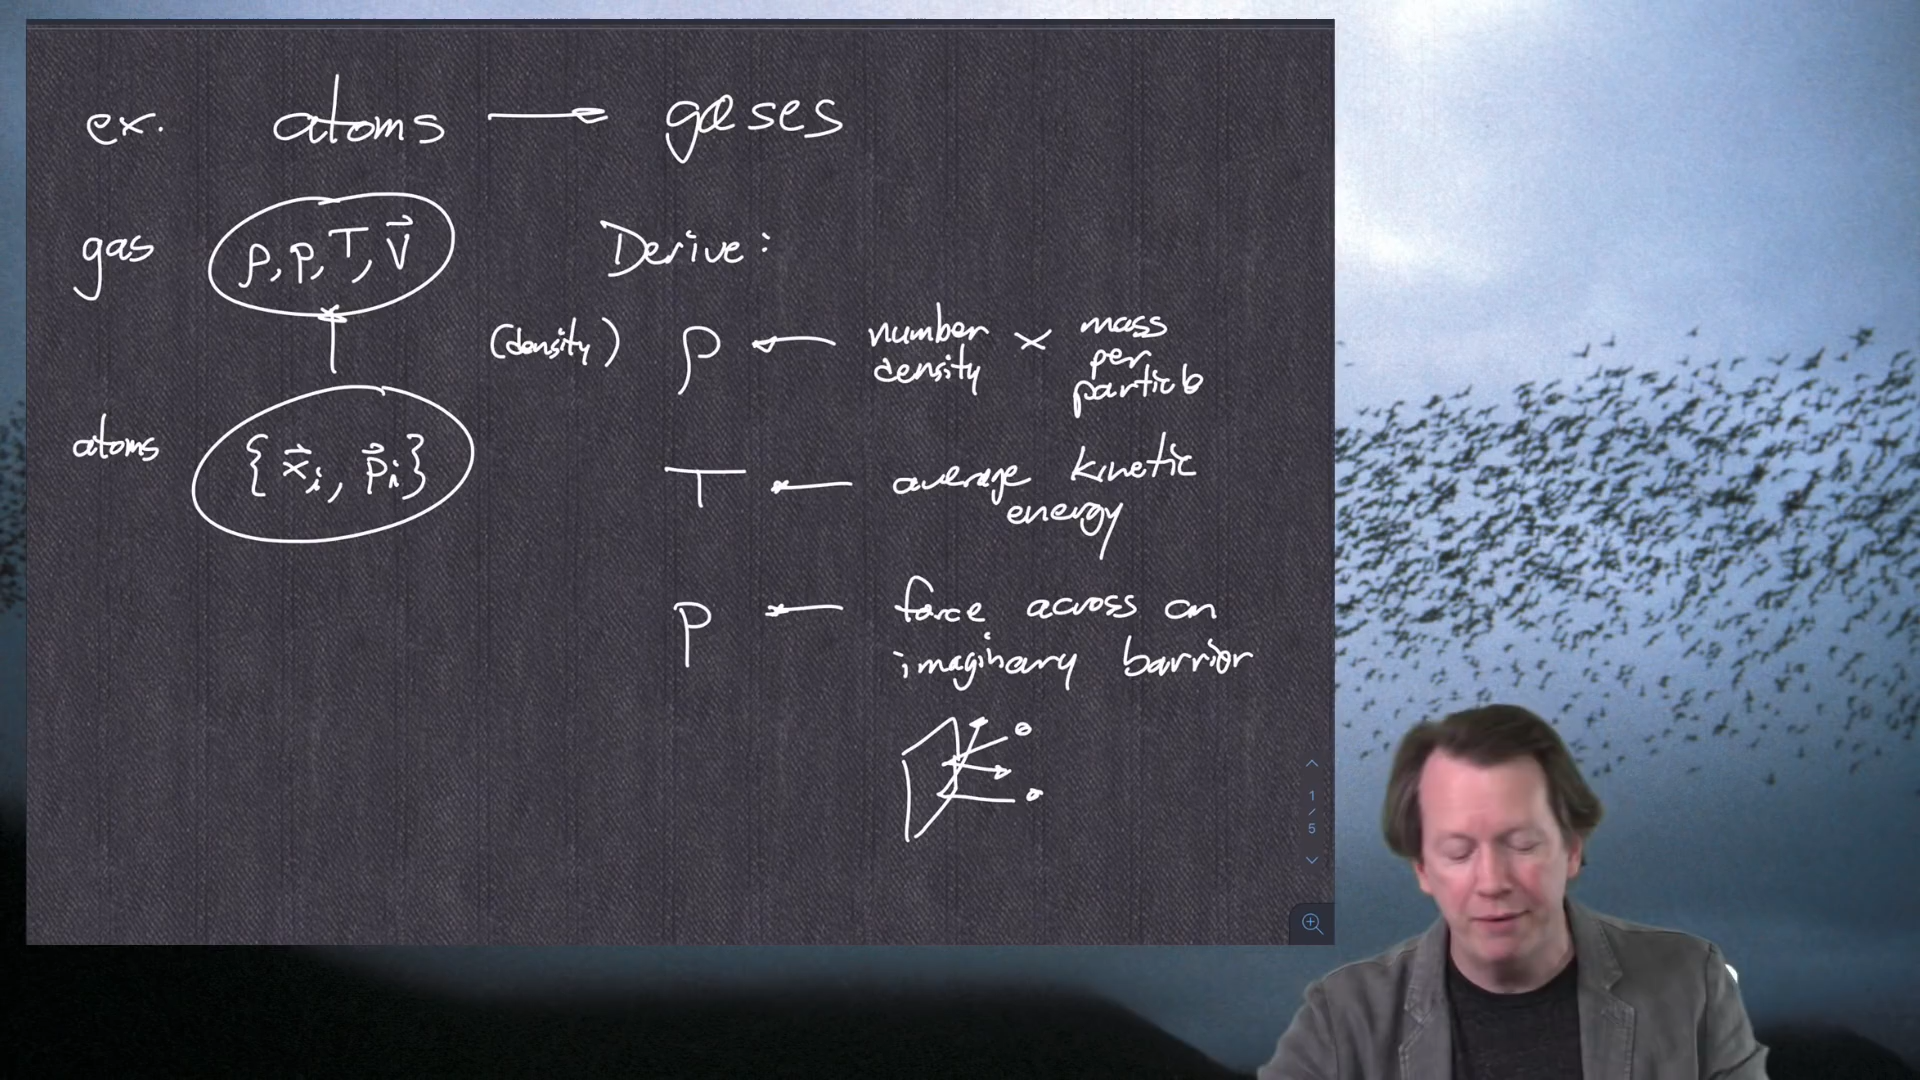 ex. atoms → gases
gas ρ, p, T, V⃗
Derive:
(density) ρ ← number density × mass per particle
atoms { x⃗ᵢ, p⃗ᵢ }
T ← average kinetic energy
p ← force across an imaginary barrier
1
/
5